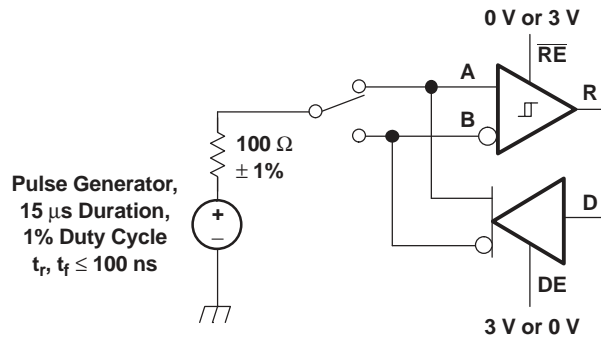 0 V or 3 V
RE
A
R
B
100 Ω
± 1%
Pulse Generator,
15 μs Duration,
1% Duty Cycle
tr, tf ≤ 100 ns
+
–
D
DE
3 V or 0 V